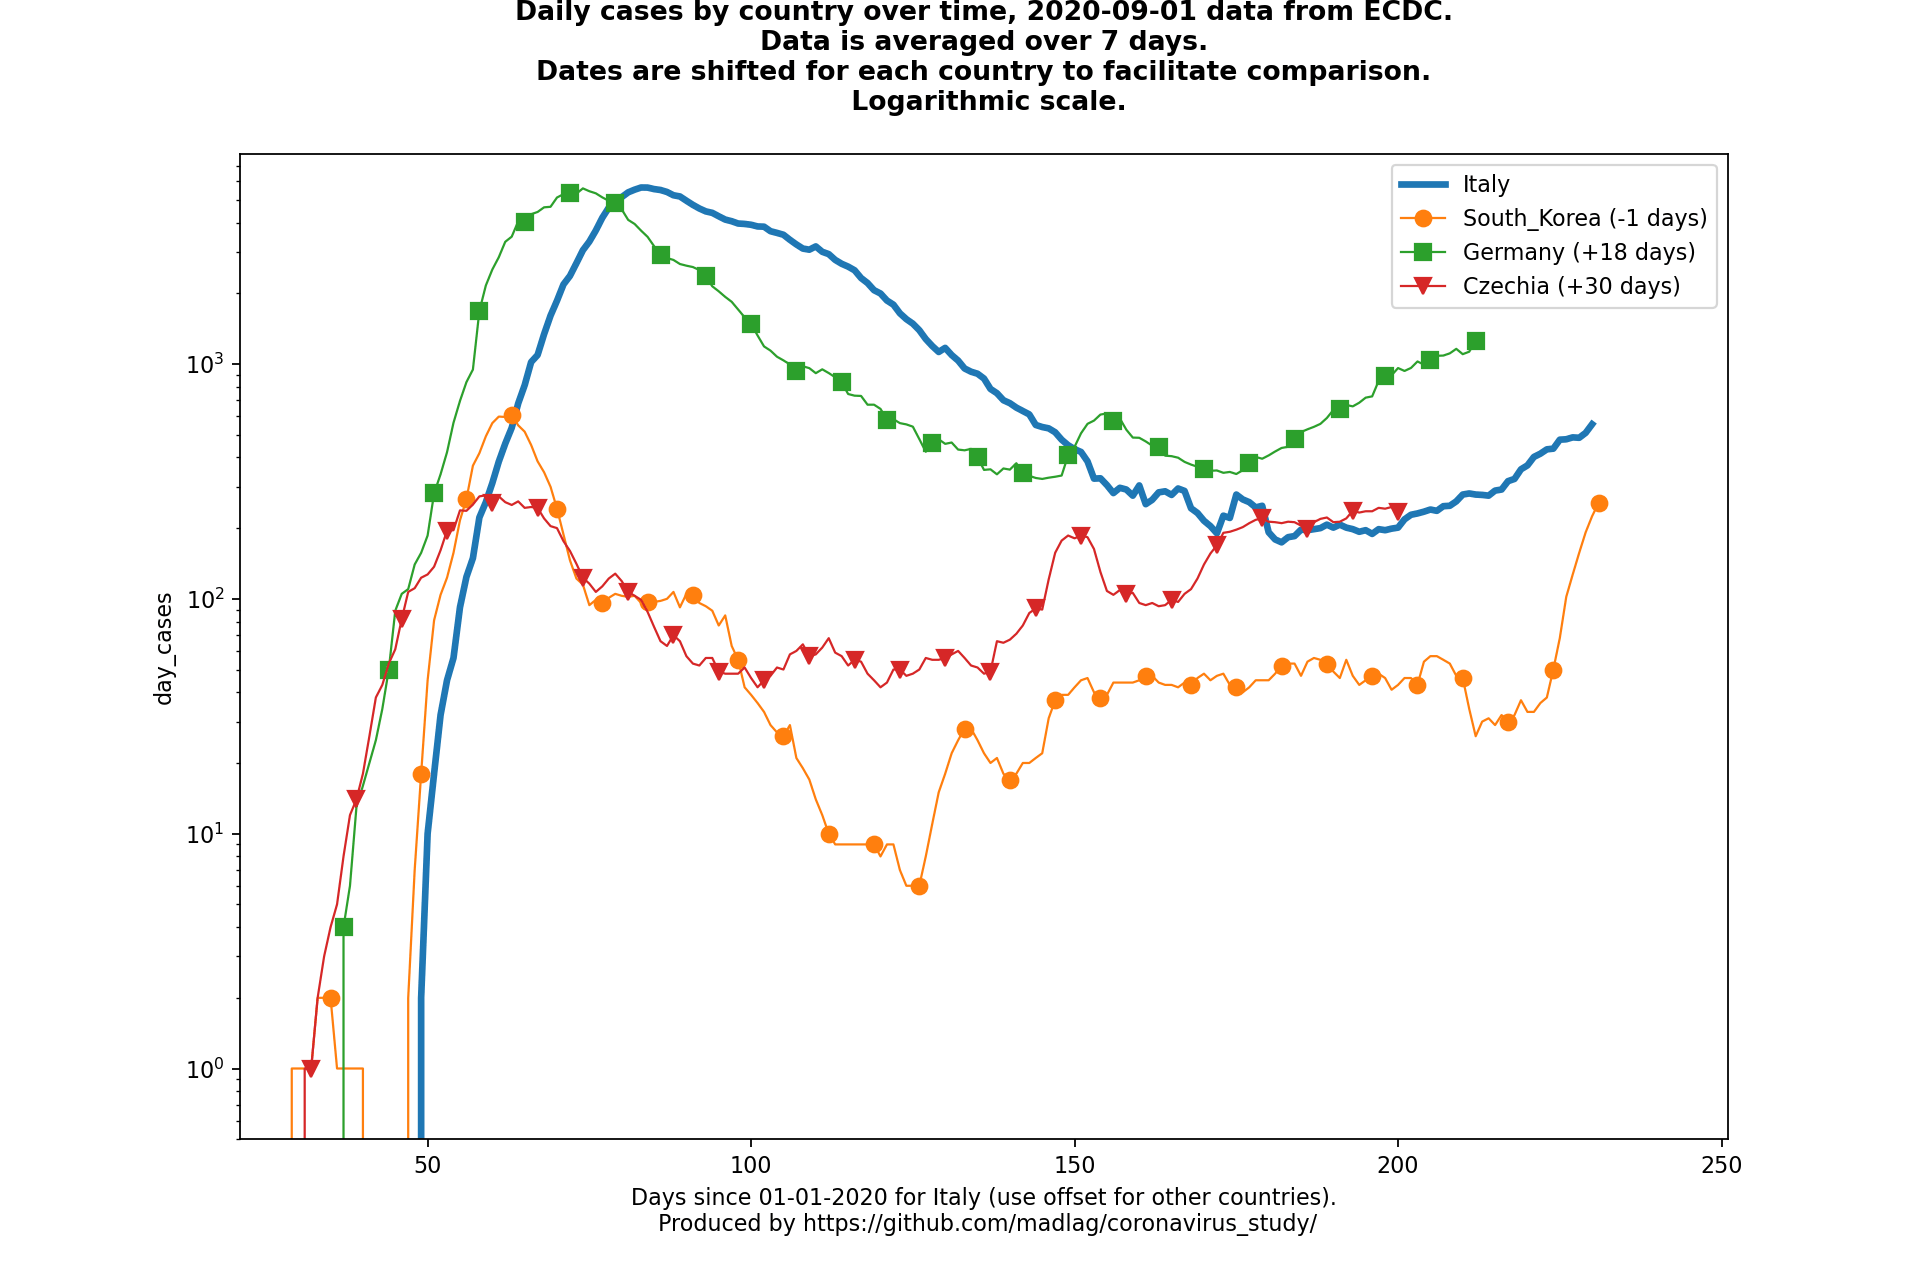 Daily cases by country over time, 2020-09-01 data from ECDC.
Data is averaged over 7 days.
Dates are shifted for each country to facilitate comparison.
Logarithmic scale.
Italy
South_Korea (-1 days)
Germany (+18 days)
Czechia (+30 days)
day_cases
10³
10²
10¹
10⁰
50 100 150 200 250
Days since 01-01-2020 for Italy (use offset for other countries).
Produced by https://github.com/madlag/coronavirus_study/